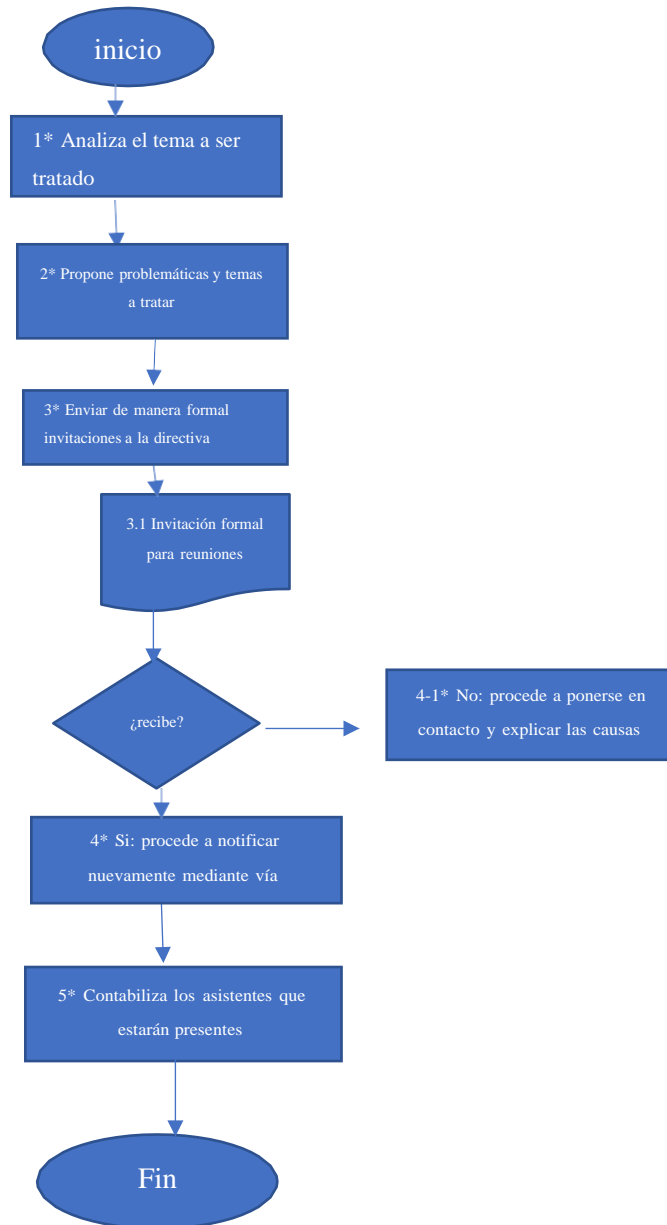 inicio
1* Analiza el tema a ser
tratado
2* Propone problemáticas y temas
a tratar
3* Enviar de manera formal
invitaciones a la directiva
3.1 Invitación formal
para reuniones
¿recibe?
4-1* No: procede a ponerse en
contacto y explicar las causas
4* Si: procede a notificar
nuevamente mediante vía
5* Contabiliza los asistentes que
estarán presentes
Fin